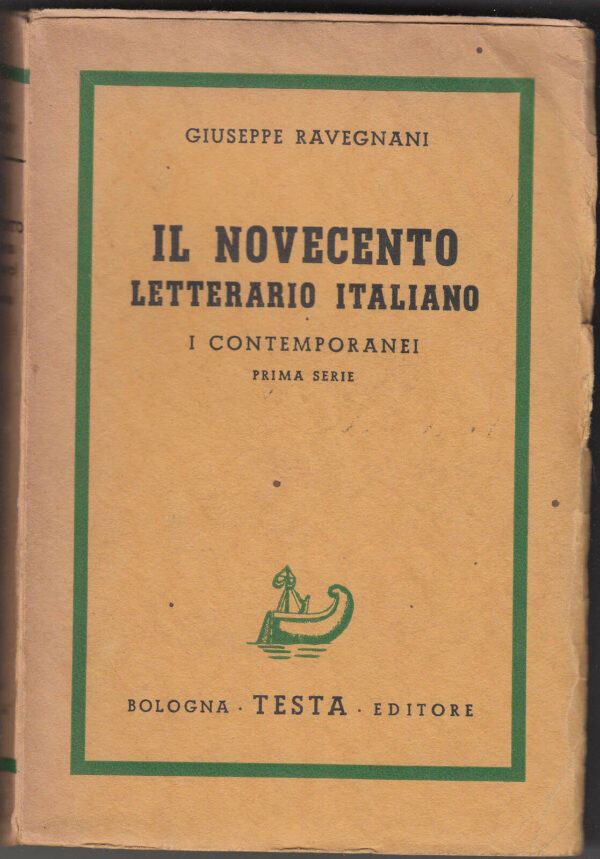 GIUSEPPE RAVEGNANI
IL NOVECENTO
LETTERARIO ITALIANO
I CONTEMPORANEI
PRIMA SERIE
BOLOGNA · TESTA · EDITORE